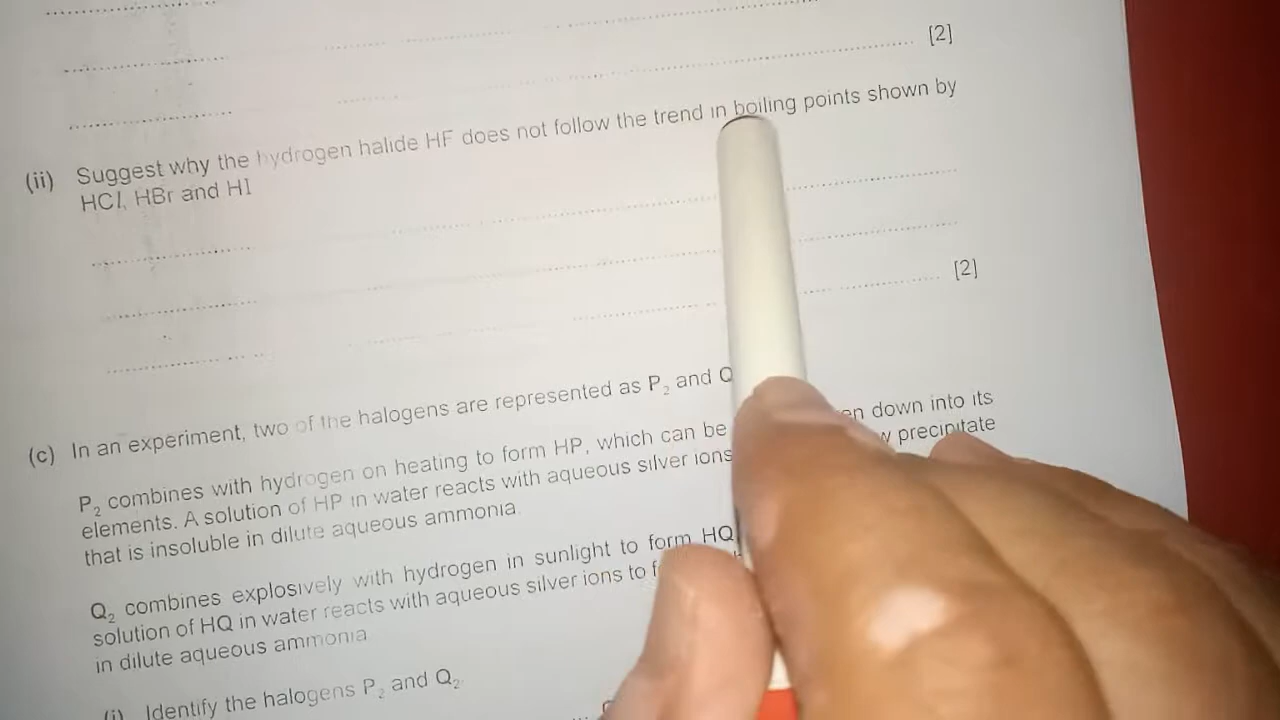 [2]
(ii) Suggest why the hydrogen halide HF does not follow the trend in boiling points shown by
HCl, HBr and HI
[2]
(c) In an experiment, two of the halogens are represented as P₂ and Q
P₂ combines with hydrogen on heating to form HP, which can be down into its
elements. A solution of HP in water reacts with aqueous silver ions precipitate
that is insoluble in dilute aqueous ammonia
Q₂ combines explosively with hydrogen in sunlight to form HQ
solution of HQ in water reacts with aqueous silver ions to
in dilute aqueous ammonia
(i) Identify the halogens P₂ and Q₂